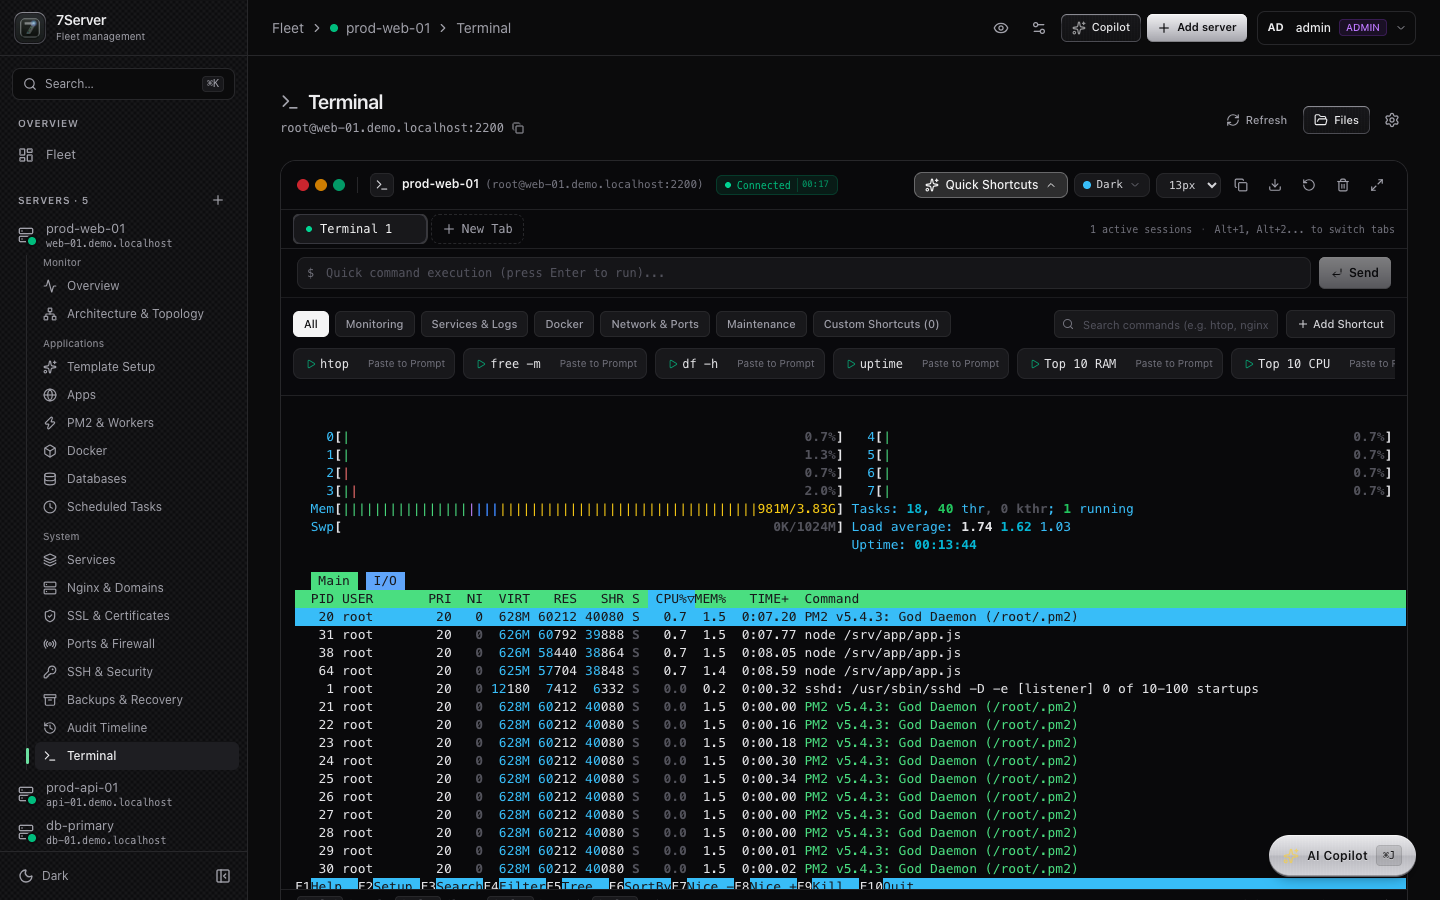 7Server
Fleet management
Search...
⌘K
OVERVIEW
Fleet
SERVERS · 5
prod-web-01
web-01.demo.localhost
Monitor
Overview
Architecture & Topology
Applications
Template Setup
Apps
PM2 & Workers
Docker
Databases
Scheduled Tasks
System
Services
Nginx & Domains
SSL & Certificates
Ports & Firewall
SSH & Security
Backups & Recovery
Audit Timeline
Terminal
prod-api-01
api-01.demo.localhost
db-primary
db-01.demo.localhost
Dark
Fleet > prod-web-01 > Terminal
Copilot
+ Add server
AD admin ADMIN
>_ Terminal
root@web-01.demo.localhost:2200
Refresh
Files
prod-web-01 (root@web-01.demo.localhost:2200) Connected 00:17
Quick Shortcuts
Dark
13px
Terminal 1
+ New Tab
1 active sessions · Alt+1, Alt+2... to switch tabs
$ Quick command execution (press Enter to run)...
Send
All Monitoring Services & Logs Docker Network & Ports Maintenance Custom Shortcuts (0)
Search commands (e.g. htop, nginx
+ Add Shortcut
htop Paste to Prompt free -m Paste to Prompt df -h Paste to Prompt uptime Paste to Prompt Top 10 RAM Paste to Prompt Top 10 CPU Paste to P
0[| 0.7%] 4[| 0.7%]
1[| 1.3%] 5[| 0.7%]
2[| 0.7%] 6[| 0.7%]
3[|| 2.0%] 7[| 0.7%]
Mem[|||||||||||||||||||||||||||||||||||||||||||||||||||||981M/3.83G] Tasks: 18, 40 thr, 0 kthr; 1 running
Swp[ 0K/1024M] Load average: 1.74 1.62 1.03
Uptime: 00:13:44
Main I/O
PID USER PRI NI VIRT RES SHR S CPU%▽MEM% TIME+ Command
20 root 20 0 628M 60212 40080 S 0.7 1.5 0:07.20 PM2 v5.4.3: God Daemon (/root/.pm2)
31 root 20 0 626M 60792 39888 S 0.7 1.5 0:07.77 node /srv/app/app.js
38 root 20 0 626M 58440 38864 S 0.7 1.5 0:08.05 node /srv/app/app.js
64 root 20 0 625M 57704 38848 S 0.7 1.4 0:08.59 node /srv/app/app.js
1 root 20 0 12180 7412 6332 S 0.0 0.2 0:00.32 sshd: /usr/sbin/sshd -D -e [listener] 0 of 10-100 startups
21 root 20 0 628M 60212 40080 S 0.0 1.5 0:00.00 PM2 v5.4.3: God Daemon (/root/.pm2)
22 root 20 0 628M 60212 40080 S 0.0 1.5 0:00.16 PM2 v5.4.3: God Daemon (/root/.pm2)
23 root 20 0 628M 60212 40080 S 0.0 1.5 0:00.18 PM2 v5.4.3: God Daemon (/root/.pm2)
24 root 20 0 628M 60212 40080 S 0.0 1.5 0:00.30 PM2 v5.4.3: God Daemon (/root/.pm2)
25 root 20 0 628M 60212 40080 S 0.0 1.5 0:00.34 PM2 v5.4.3: God Daemon (/root/.pm2)
26 root 20 0 628M 60212 40080 S 0.0 1.5 0:00.00 PM2 v5.4.3: God Daemon (/root/.pm2)
27 root 20 0 628M 60212 40080 S 0.0 1.5 0:00.00 PM2 v5.4.3: God Daemon (/root/.pm2)
28 root 20 0 628M 60212 40080 S 0.0 1.5 0:00.00 PM2 v5.4.3: God Daemon (/root/.pm2)
29 root 20 0 628M 60212 40080 S 0.0 1.5 0:00.01 PM2 v5.4.3: God Daemon (/root/.pm2)
30 root 20 0 628M 60212 40080 S 0.0 1.5 0:00.02 PM2 v5.4.3: God Daemon (/root/.pm2)
F1Help F2Setup F3SearchF4FilterF5Tree F6SortByF7Nice -F8Nice +F9Kill F10Quit
AI Copilot ⌘J